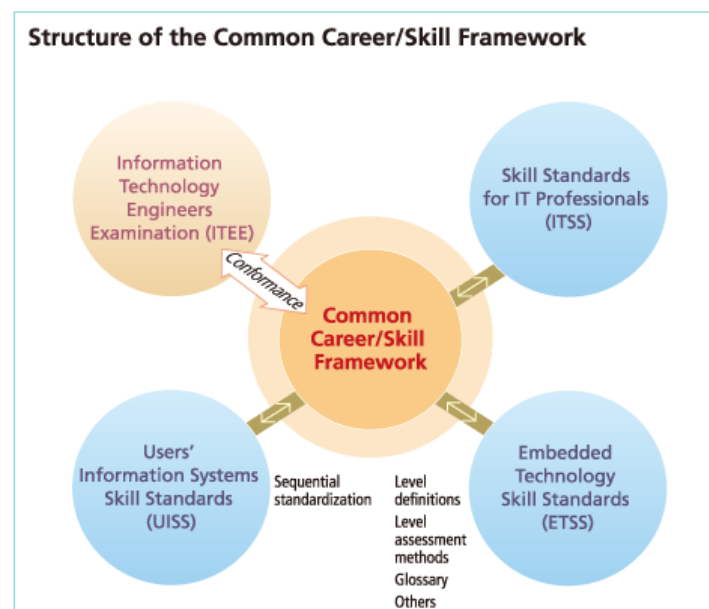 Structure of the Common Career/Skill Framework
Information
Technology
Engineers
Examination (ITEE)
Skill Standards
for IT Professionals
(ITSS)
Conformance
Common
Career/Skill
Framework
Users'
Information Systems
Skill Standards
(UISS)
Sequential
standardization
Level
definitions
Level
assessment
methods
Glossary
Others
Embedded
Technology
Skill Standards
(ETSS)